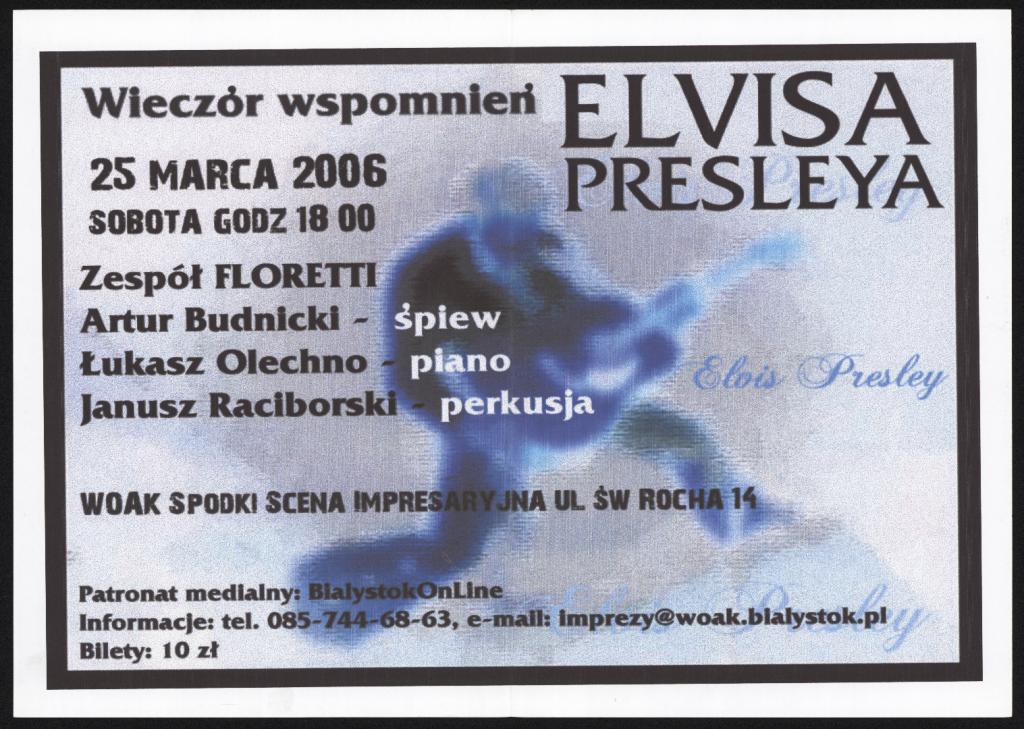 Wieczór wspomnień
ELVISA
PRESLEYA
25 MARCA 2006
SOBOTA GODZ 18 00
Zespół FLORETTI
Artur Budnicki - śpiew
Łukasz Olechno - piano
Janusz Raciborski - perkusja
Elvis Presley
WOAK SPODKI SCENA IMPRESARYJNA UL ŚW ROCHA 14
Patronat medialny: BialystokOnLine
Informacje: tel. 085-744-68-63, e-mail: imprezy@woak.bialystok.pl
Bilety: 10 zł
Elvis Presley